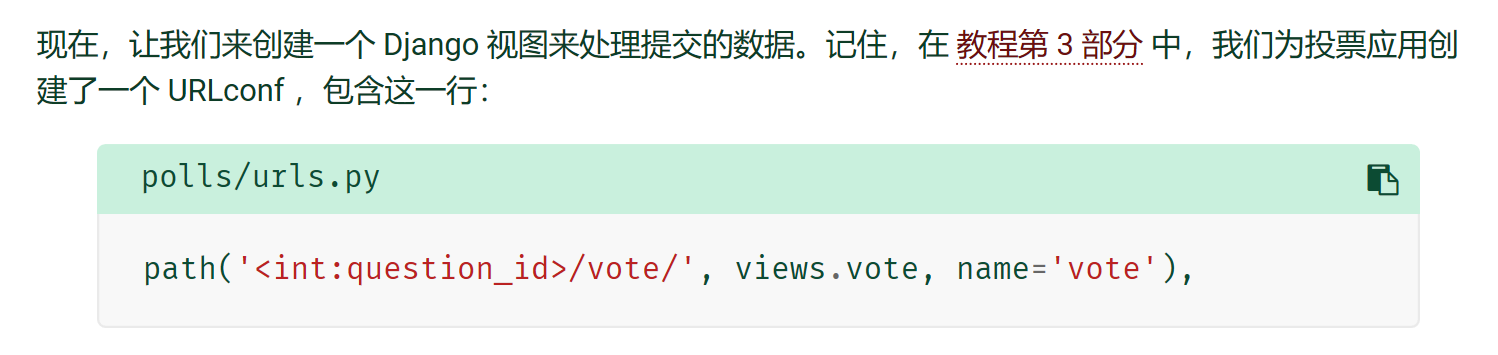 现在，让我们来创建一个 Django 视图来处理提交的数据。记住，在 教程第 3 部分 中，我们为投票应用创
建了一个 URLconf ，包含这一行：
polls/urls.py
path('<int:question_id>/vote/', views.vote, name='vote'),